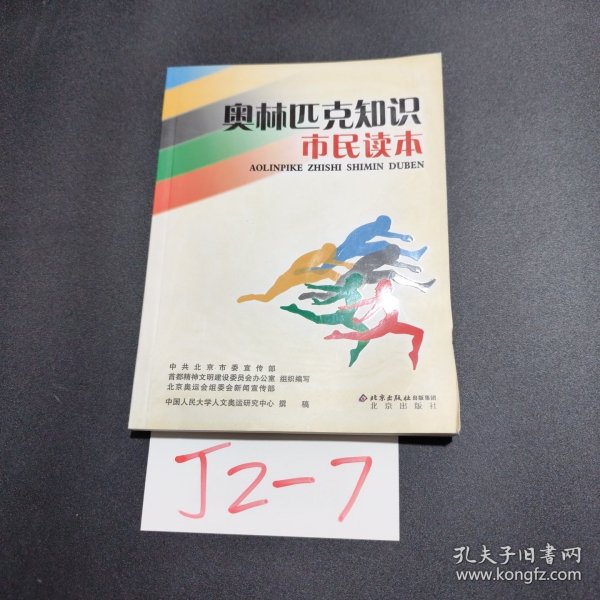 奥林匹克知识
市民读本
AOLINPIKE ZHISHI SHIMIN DUBEN
中共北京市委宣传部
首都精神文明建设委员会办公室 组织编写
北京奥运会组委会新闻宣传部
中国人民大学人文奥运研究中心 撰 稿
北京出版社出版集团
北京出版社
J2-7
孔夫子旧书网
www.kongfz.com